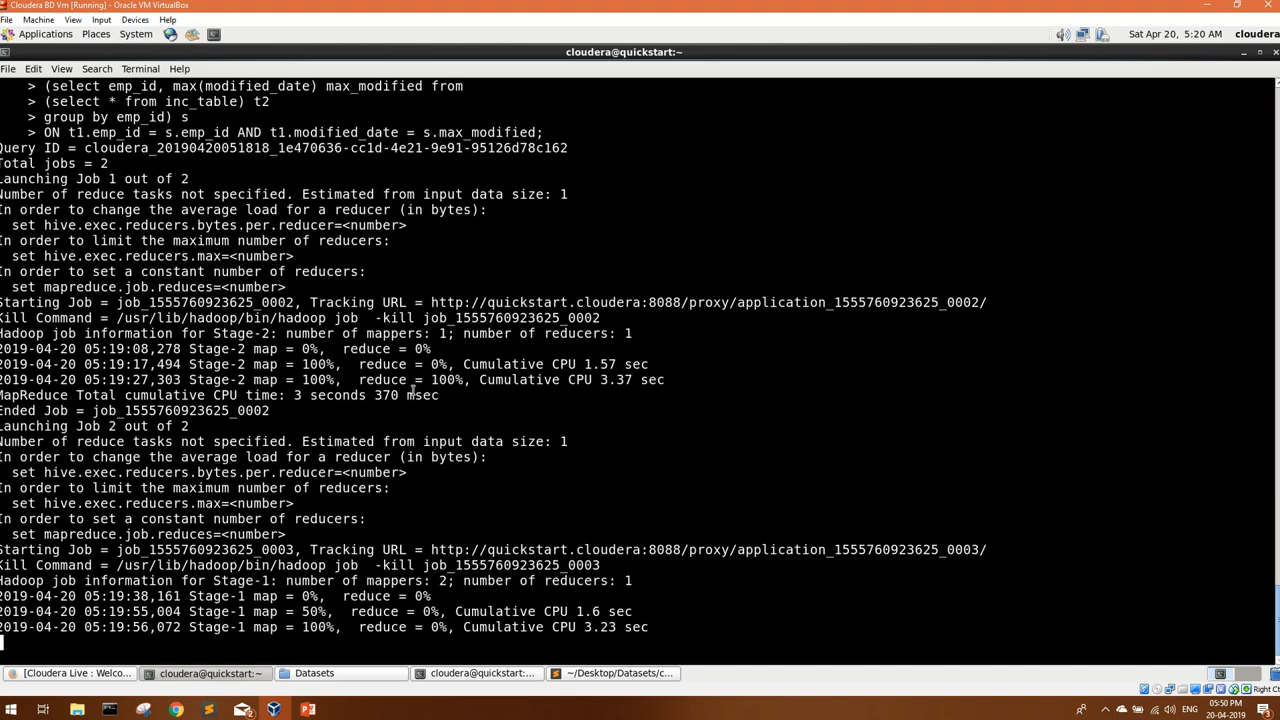 Cloudera BD Vm [Running] - Oracle VM VirtualBox
File Machine View Input Devices Help
Applications Places System Sat Apr 20, 5:20 AM cloudera
cloudera@quickstart:~
File Edit View Search Terminal Help
> (select emp_id, max(modified_date) max_modified from
> (select * from inc_table) t2
> group by emp_id) s
> ON t1.emp_id = s.emp_id AND t1.modified_date = s.max_modified;
Query ID = cloudera_20190420051818_1e470636-cc1d-4e21-9e91-95126d78c162
Total jobs = 2
Launching Job 1 out of 2
Number of reduce tasks not specified. Estimated from input data size: 1
In order to change the average load for a reducer (in bytes):
set hive.exec.reducers.bytes.per.reducer=<number>
In order to limit the maximum number of reducers:
set hive.exec.reducers.max=<number>
In order to set a constant number of reducers:
set mapreduce.job.reduces=<number>
Starting Job = job_1555760923625_0002, Tracking URL = http://quickstart.cloudera:8088/proxy/application_1555760923625_0002/
Kill Command = /usr/lib/hadoop/bin/hadoop job  -kill job_1555760923625_0002
Hadoop job information for Stage-2: number of mappers: 1; number of reducers: 1
2019-04-20 05:19:08,278 Stage-2 map = 0%,  reduce = 0%
2019-04-20 05:19:17,494 Stage-2 map = 100%,  reduce = 0%, Cumulative CPU 1.57 sec
2019-04-20 05:19:27,303 Stage-2 map = 100%,  reduce = 100%, Cumulative CPU 3.37 sec
MapReduce Total cumulative CPU time: 3 seconds 370 msec
Ended Job = job_1555760923625_0002
Launching Job 2 out of 2
Number of reduce tasks not specified. Estimated from input data size: 1
In order to change the average load for a reducer (in bytes):
set hive.exec.reducers.bytes.per.reducer=<number>
In order to limit the maximum number of reducers:
set hive.exec.reducers.max=<number>
In order to set a constant number of reducers:
set mapreduce.job.reduces=<number>
Starting Job = job_1555760923625_0003, Tracking URL = http://quickstart.cloudera:8088/proxy/application_1555760923625_0003/
Kill Command = /usr/lib/hadoop/bin/hadoop job  -kill job_1555760923625_0003
Hadoop job information for Stage-1: number of mappers: 2; number of reducers: 1
2019-04-20 05:19:38,161 Stage-1 map = 0%,  reduce = 0%
2019-04-20 05:19:55,004 Stage-1 map = 50%,  reduce = 0%, Cumulative CPU 1.6 sec
2019-04-20 05:19:56,072 Stage-1 map = 100%,  reduce = 0%, Cumulative CPU 3.23 sec
[Cloudera Live : Welco... cloudera@quickstart:~ Datasets cloudera@quickstart:... ~/Desktop/Datasets/c...
Right Ct
ENG 05:50 PM
20-04-2019